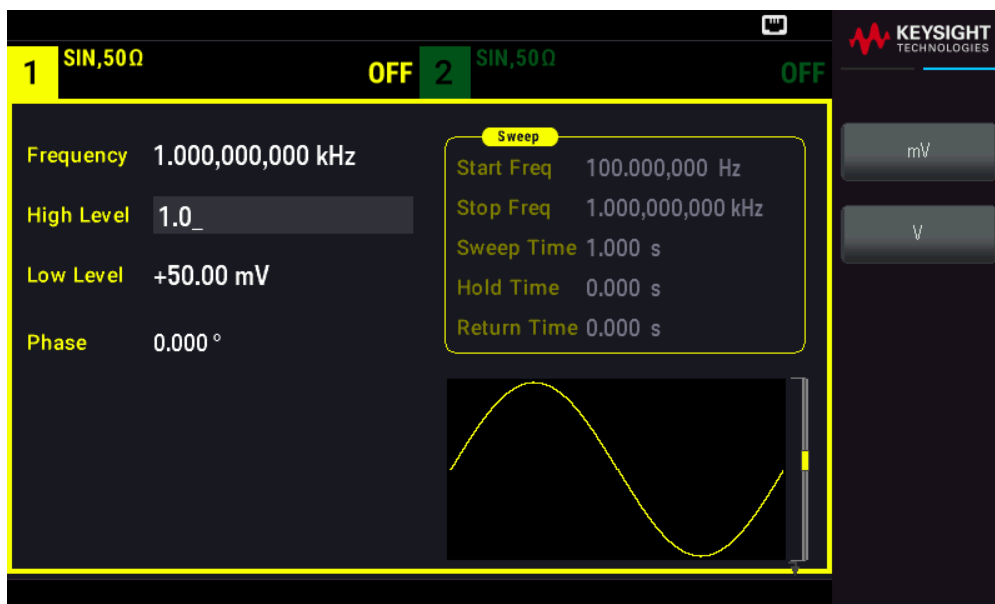 KEYSIGHT
TECHNOLOGIES
1 SIN,50Ω OFF
2 SIN,50Ω OFF
Frequency 1.000,000,000 kHz
High Level 1.0_
Low Level +50.00 mV
Phase 0.000 °
Sweep
Start Freq 100.000,000 Hz
Stop Freq 1.000,000,000 kHz
Sweep Time 1.000 s
Hold Time 0.000 s
Return Time 0.000 s
mV
V